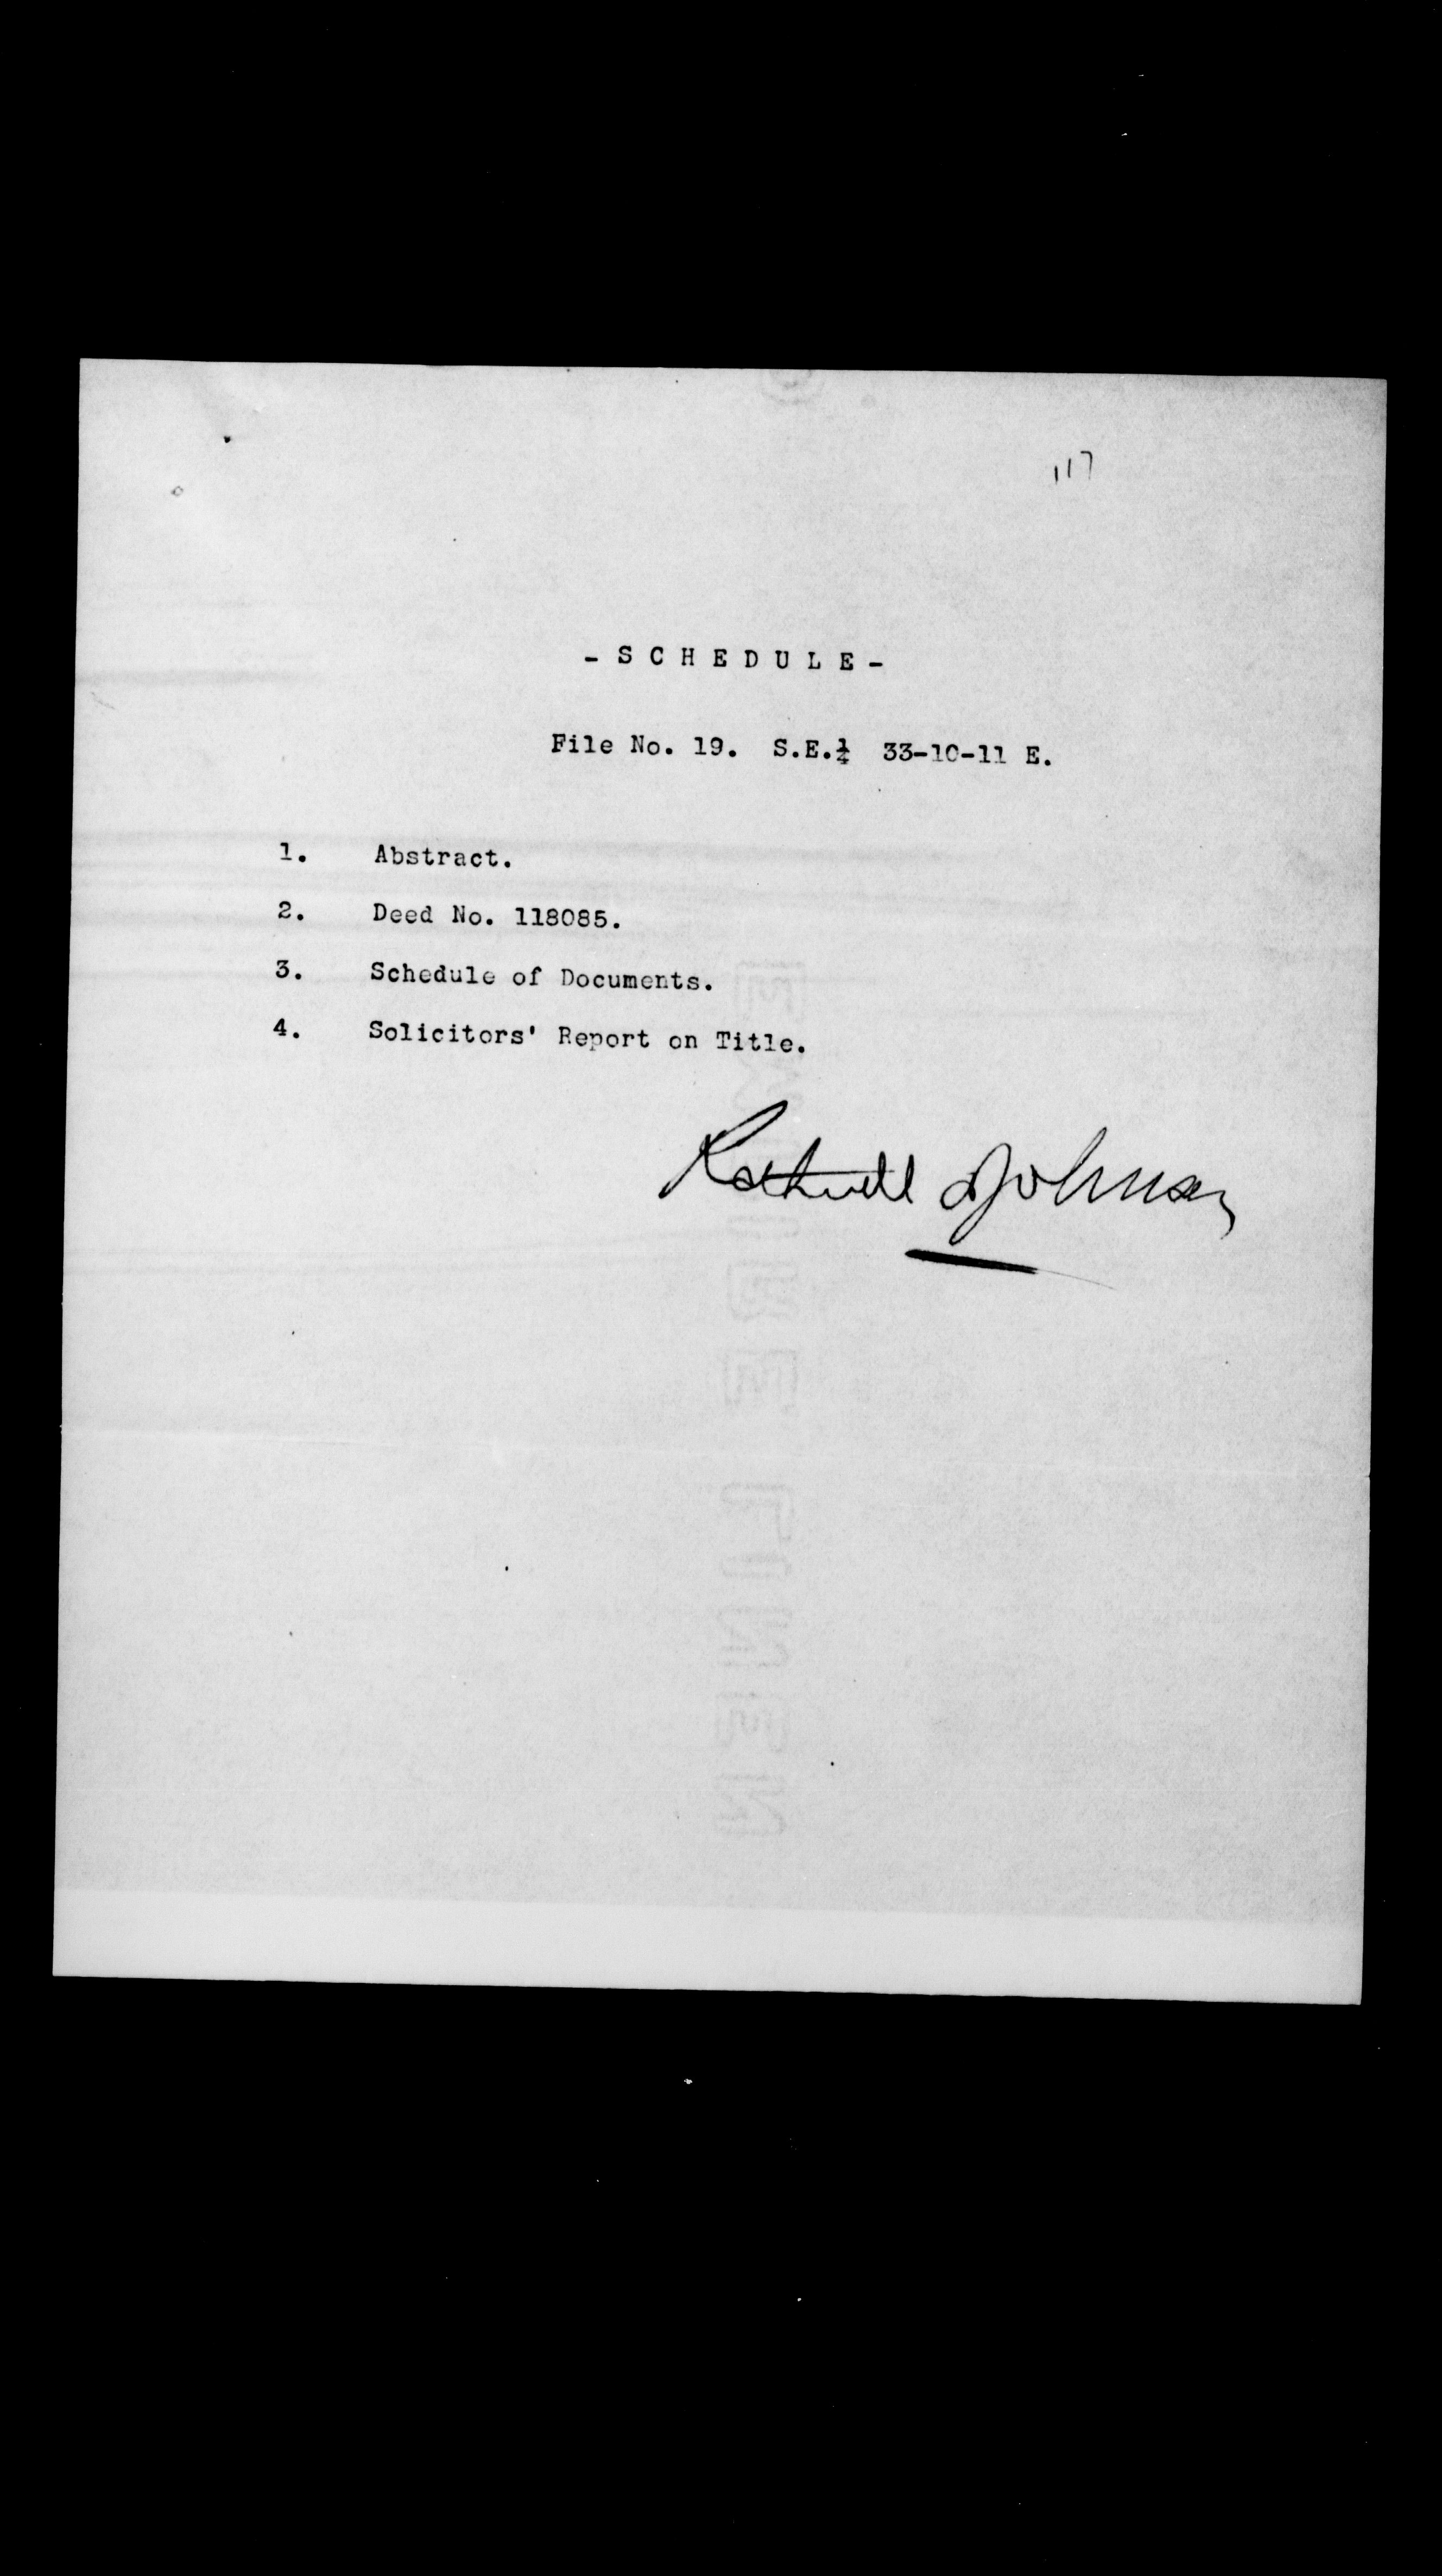 117
- S C H E D U L E -
File No. 19. S.E.¼ 33-10-11 E.
1. Abstract.
2. Deed No. 118085.
3. Schedule of Documents.
4. Solicitors' Report on Title.
Rothwell & Johnson